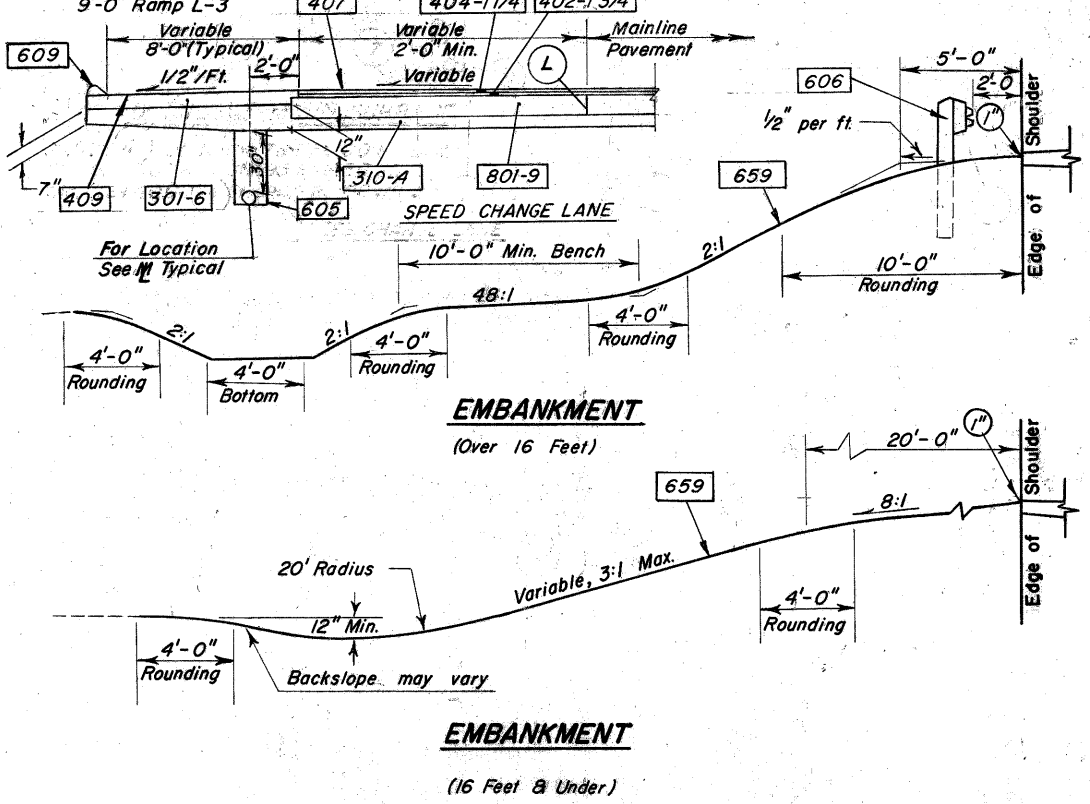 9'-0" Ramp L-3
407
404-1 1/4
402-1 3/4
Variable
8'-0" (Typical)
Variable
2'-0" Min.
Mainline
Pavement
609
1/2"/Ft.
2'-0"
Variable
L
7"
409
301-6
30"
12"
605
310-A
801-9
SPEED CHANGE LANE
For Location
See Typical
606
5'-0"
2'-0
1/2" per ft.
1"
Edge of Shoulder
659
10'-0"
Rounding
10'-0" Min. Bench
48:1
2:1
4'-0"
Rounding
2:1
4'-0"
Rounding
2:1
4'-0"
Bottom
4'-0"
Rounding
EMBANKMENT
(Over 16 Feet)
20'-0"
1"
Edge of Shoulder
659
8:1
20' Radius
Variable, 3:1 Max.
12" Min.
4'-0"
Rounding
4'-0"
Rounding
Backslope may vary
EMBANKMENT
(16 Feet & Under)